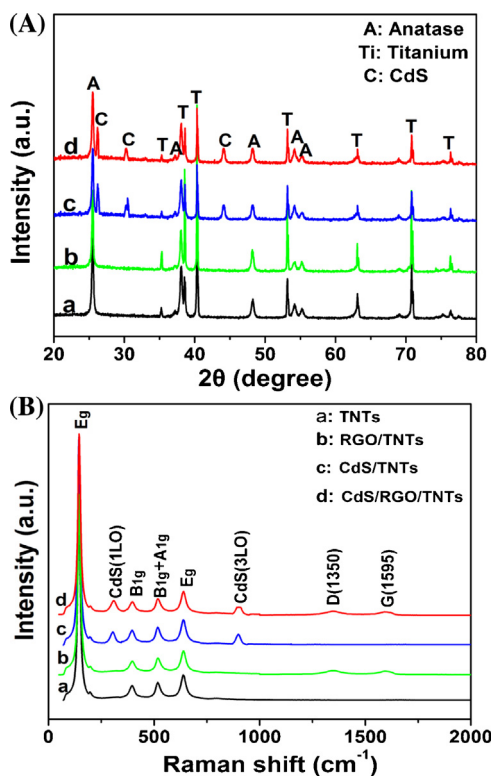 (A)
A: Anatase
Ti: Titanium
C: CdS
A
C
C
T
A
T
T
C
A
T
A
A
T
T
T
d
c
b
a
Intensity (a.u.)
20 30 40 50 60 70 80
2θ (degree)
(B)
Eg
a: TNTs
b: RGO/TNTs
c: CdS/TNTs
d: CdS/RGO/TNTs
CdS(1LO)
B1g
B1g+A1g
Eg
CdS(3LO)
D(1350)
G(1595)
d
c
b
a
Intensity (a.u.)
0 500 1000 1500 2000
Raman shift (cm-1)